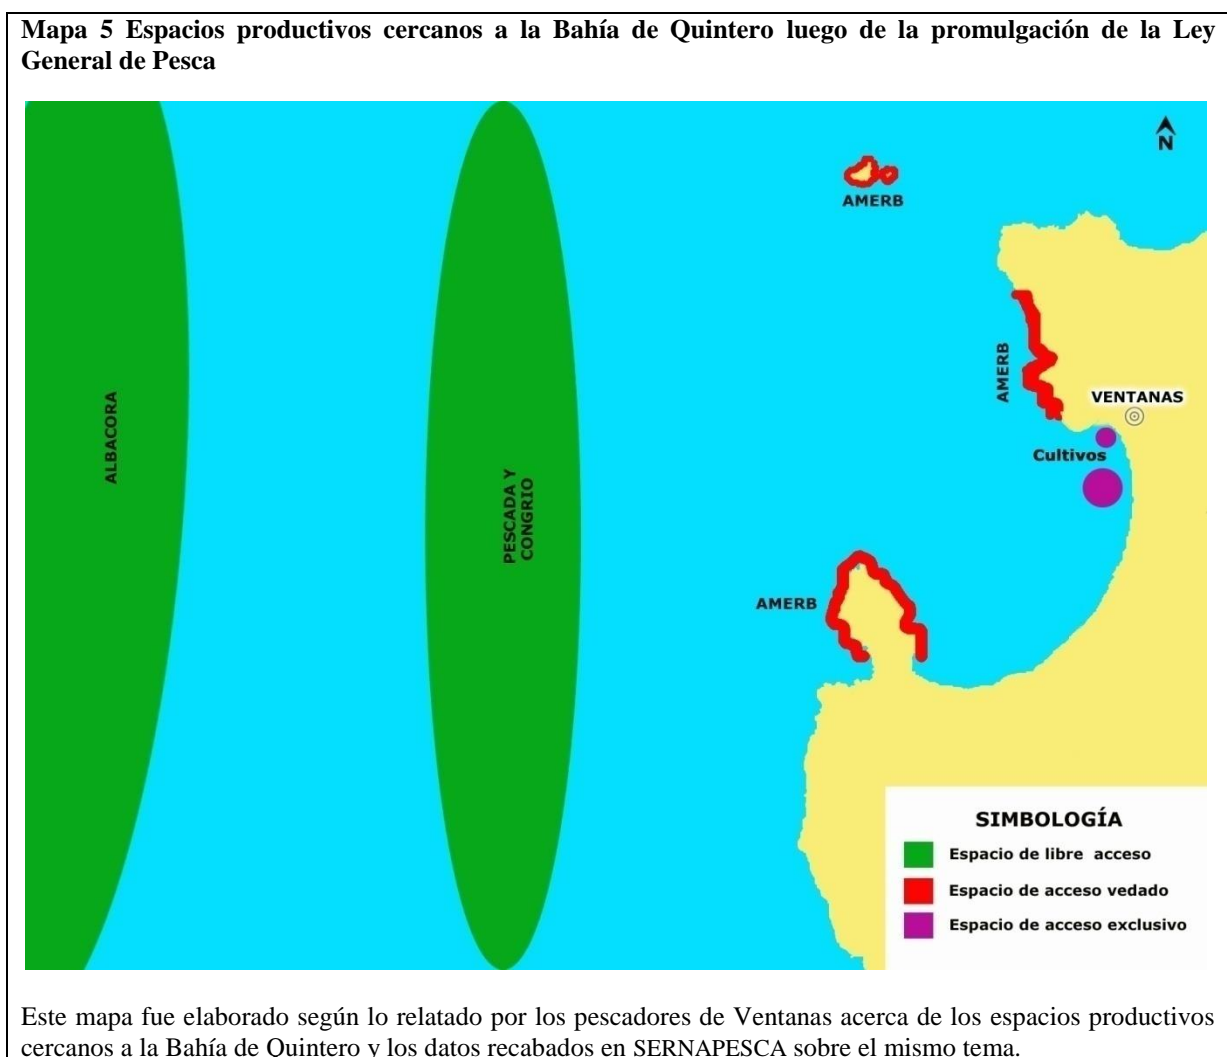 Mapa 5 Espacios productivos cercanos a la Bahía de Quintero luego de la promulgación de la Ley
General de Pesca
N
AMERB
AMERB
VENTANAS
Cultivos
ALBACORA
PESCADA Y
CONGRIO
AMERB
SIMBOLOGÍA
Espacio de libre acceso
Espacio de acceso vedado
Espacio de acceso exclusivo
Este mapa fue elaborado según lo relatado por los pescadores de Ventanas acerca de los espacios productivos
cercanos a la Bahía de Quintero y los datos recabados en SERNAPESCA sobre el mismo tema.